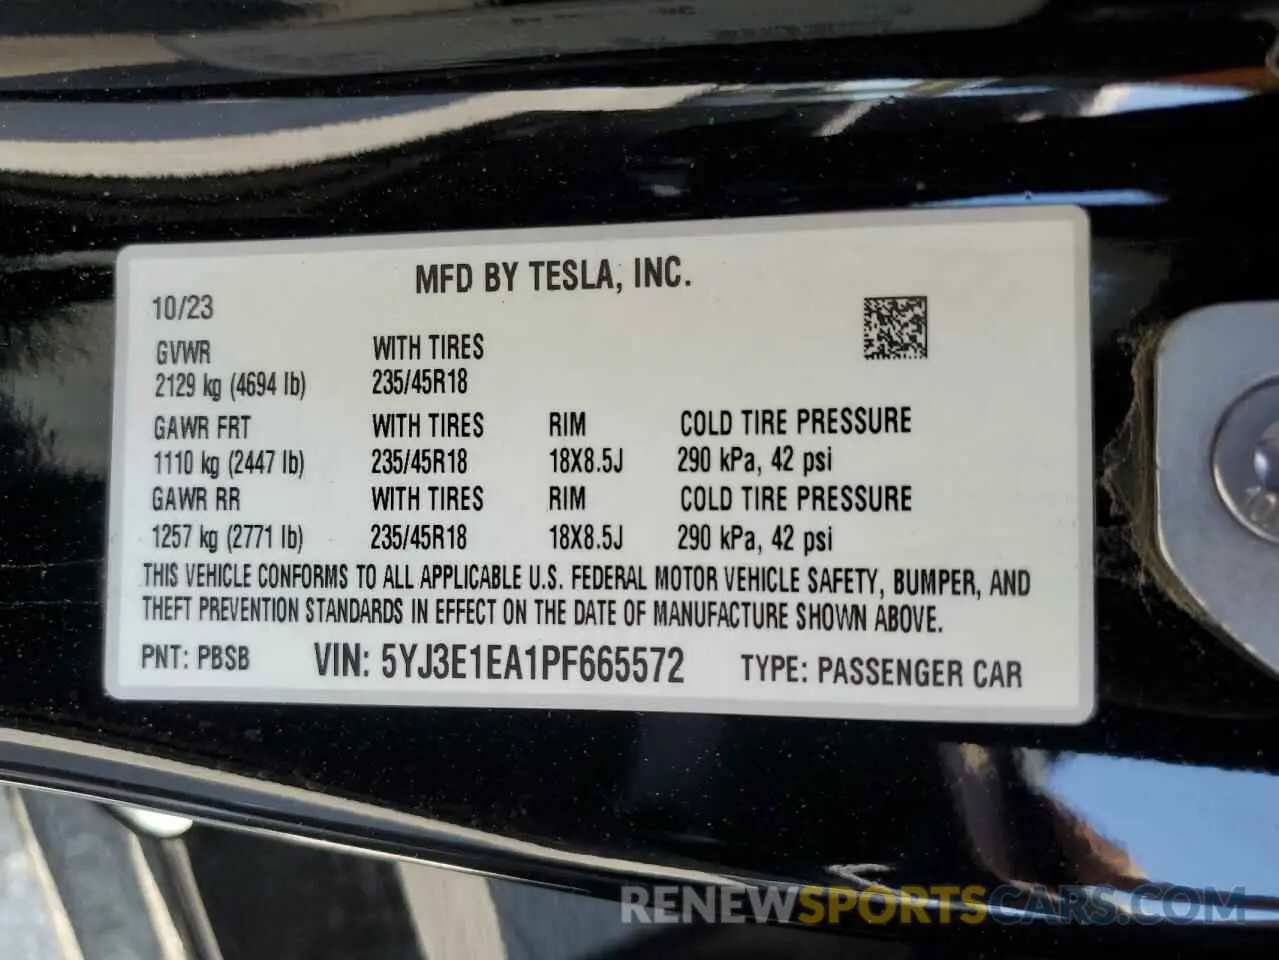 MFD BY TESLA, INC.
10/23
GVWR WITH TIRES
2129 kg (4694 lb) 235/45R18
GAWR FRT WITH TIRES RIM COLD TIRE PRESSURE
1110 kg (2447 lb) 235/45R18 18X8.5J 290 kPa, 42 psi
GAWR RR WITH TIRES RIM COLD TIRE PRESSURE
1257 kg (2771 lb) 235/45R18 18X8.5J 290 kPa, 42 psi
THIS VEHICLE CONFORMS TO ALL APPLICABLE U.S. FEDERAL MOTOR VEHICLE SAFETY, BUMPER, AND
THEFT PREVENTION STANDARDS IN EFFECT ON THE DATE OF MANUFACTURE SHOWN ABOVE.
PNT: PBSB VIN: 5YJ3E1EA1PF665572 TYPE: PASSENGER CAR
RENEWSPORTSCARS.COM